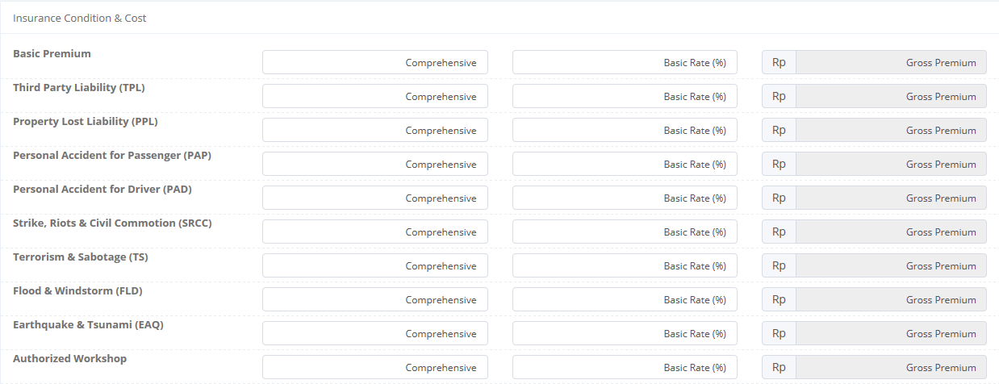 Insurance Condition & Cost
Basic Premium Comprehensive Basic Rate (%) Rp Gross Premium
Third Party Liability (TPL) Comprehensive Basic Rate (%) Rp Gross Premium
Property Lost Liability (PPL) Comprehensive Basic Rate (%) Rp Gross Premium
Personal Accident for Passenger (PAP) Comprehensive Basic Rate (%) Rp Gross Premium
Personal Accident for Driver (PAD) Comprehensive Basic Rate (%) Rp Gross Premium
Strike, Riots & Civil Commotion (SRCC) Comprehensive Basic Rate (%) Rp Gross Premium
Terrorism & Sabotage (TS) Comprehensive Basic Rate (%) Rp Gross Premium
Flood & Windstorm (FLD) Comprehensive Basic Rate (%) Rp Gross Premium
Earthquake & Tsunami (EAQ) Comprehensive Basic Rate (%) Rp Gross Premium
Authorized Workshop Comprehensive Basic Rate (%) Rp Gross Premium